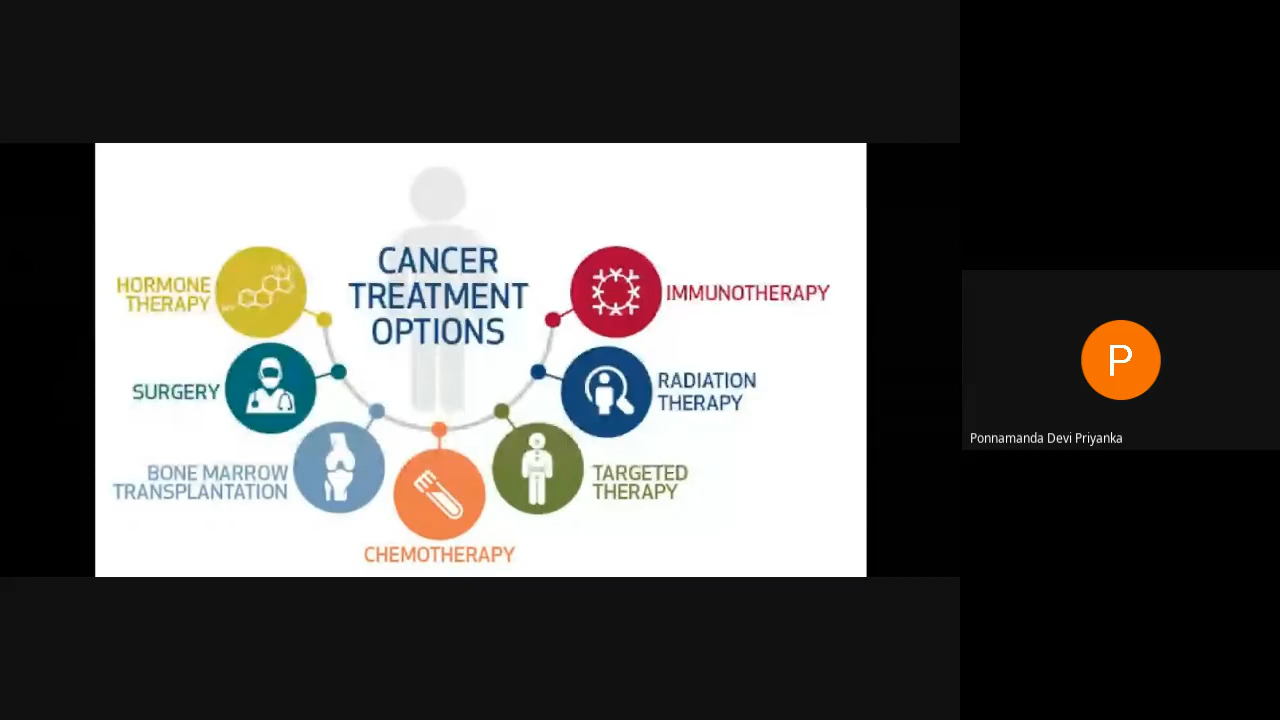 CANCER
TREATMENT
OPTIONS
HORMONE
THERAPY
SURGERY
BONE MARROW
TRANSPLANTATION
CHEMOTHERAPY
TARGETED
THERAPY
RADIATION
THERAPY
IMMUNOTHERAPY
P
Ponnamanda Devi Priyanka